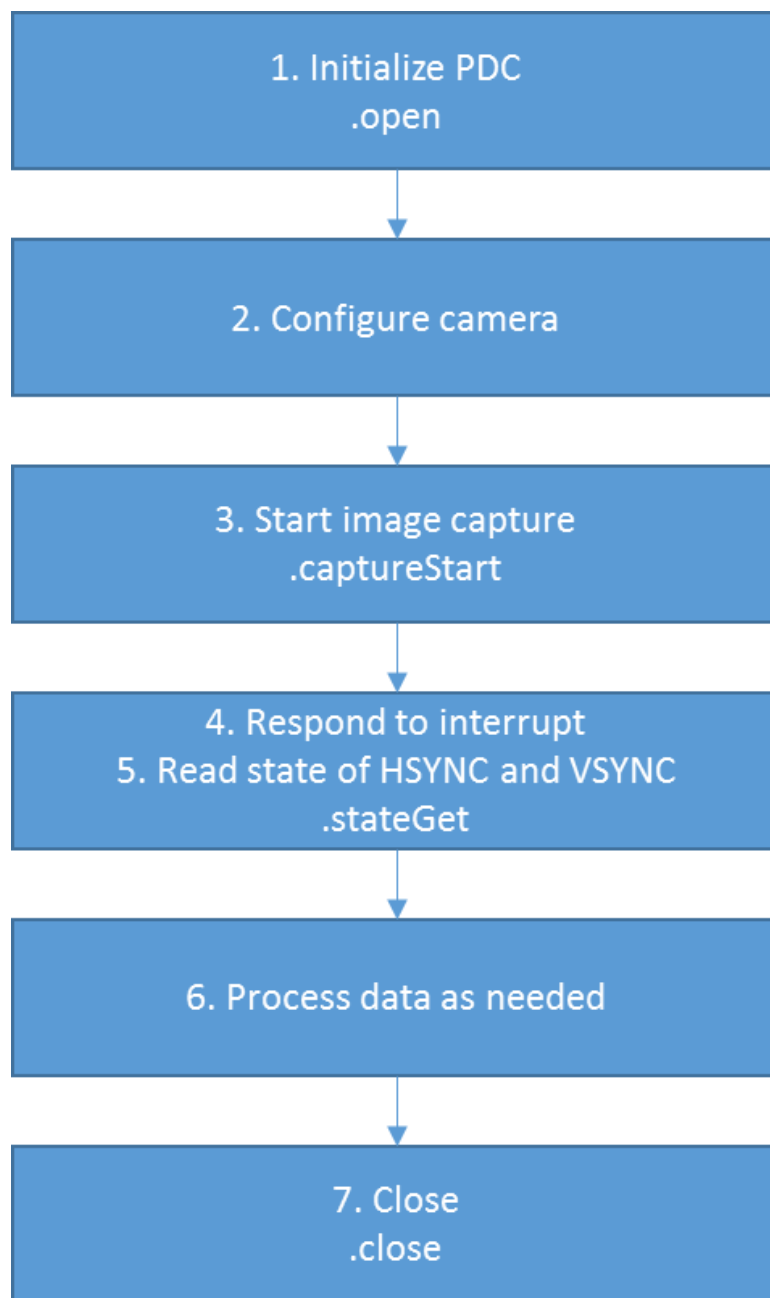 1. Initialize PDC
.open
2. Configure camera
3. Start image capture
.captureStart
4. Respond to interrupt
5. Read state of HSYNC and VSYNC
.stateGet
6. Process data as needed
7. Close
.close